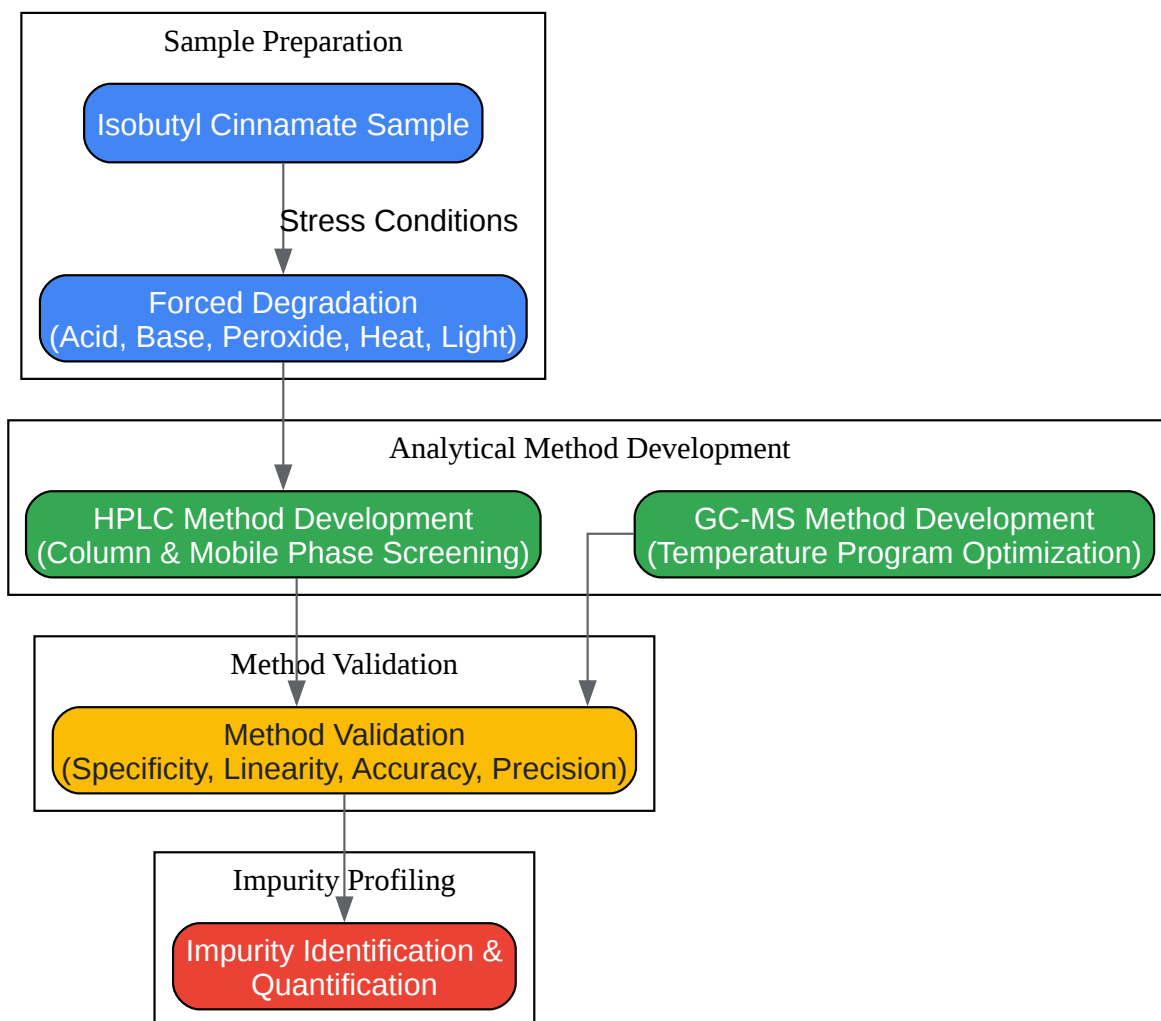 Sample Preparation
Isobutyl Cinnamate Sample
Stress Conditions
Forced Degradation
(Acid, Base, Peroxide, Heat, Light)
Analytical Method Development
HPLC Method Development
(Column & Mobile Phase Screening)
GC-MS Method Development
(Temperature Program Optimization)
Method Validation
Method Validation
(Specificity, Linearity, Accuracy, Precision)
Impurity Profiling
Impurity Identification &
Quantification